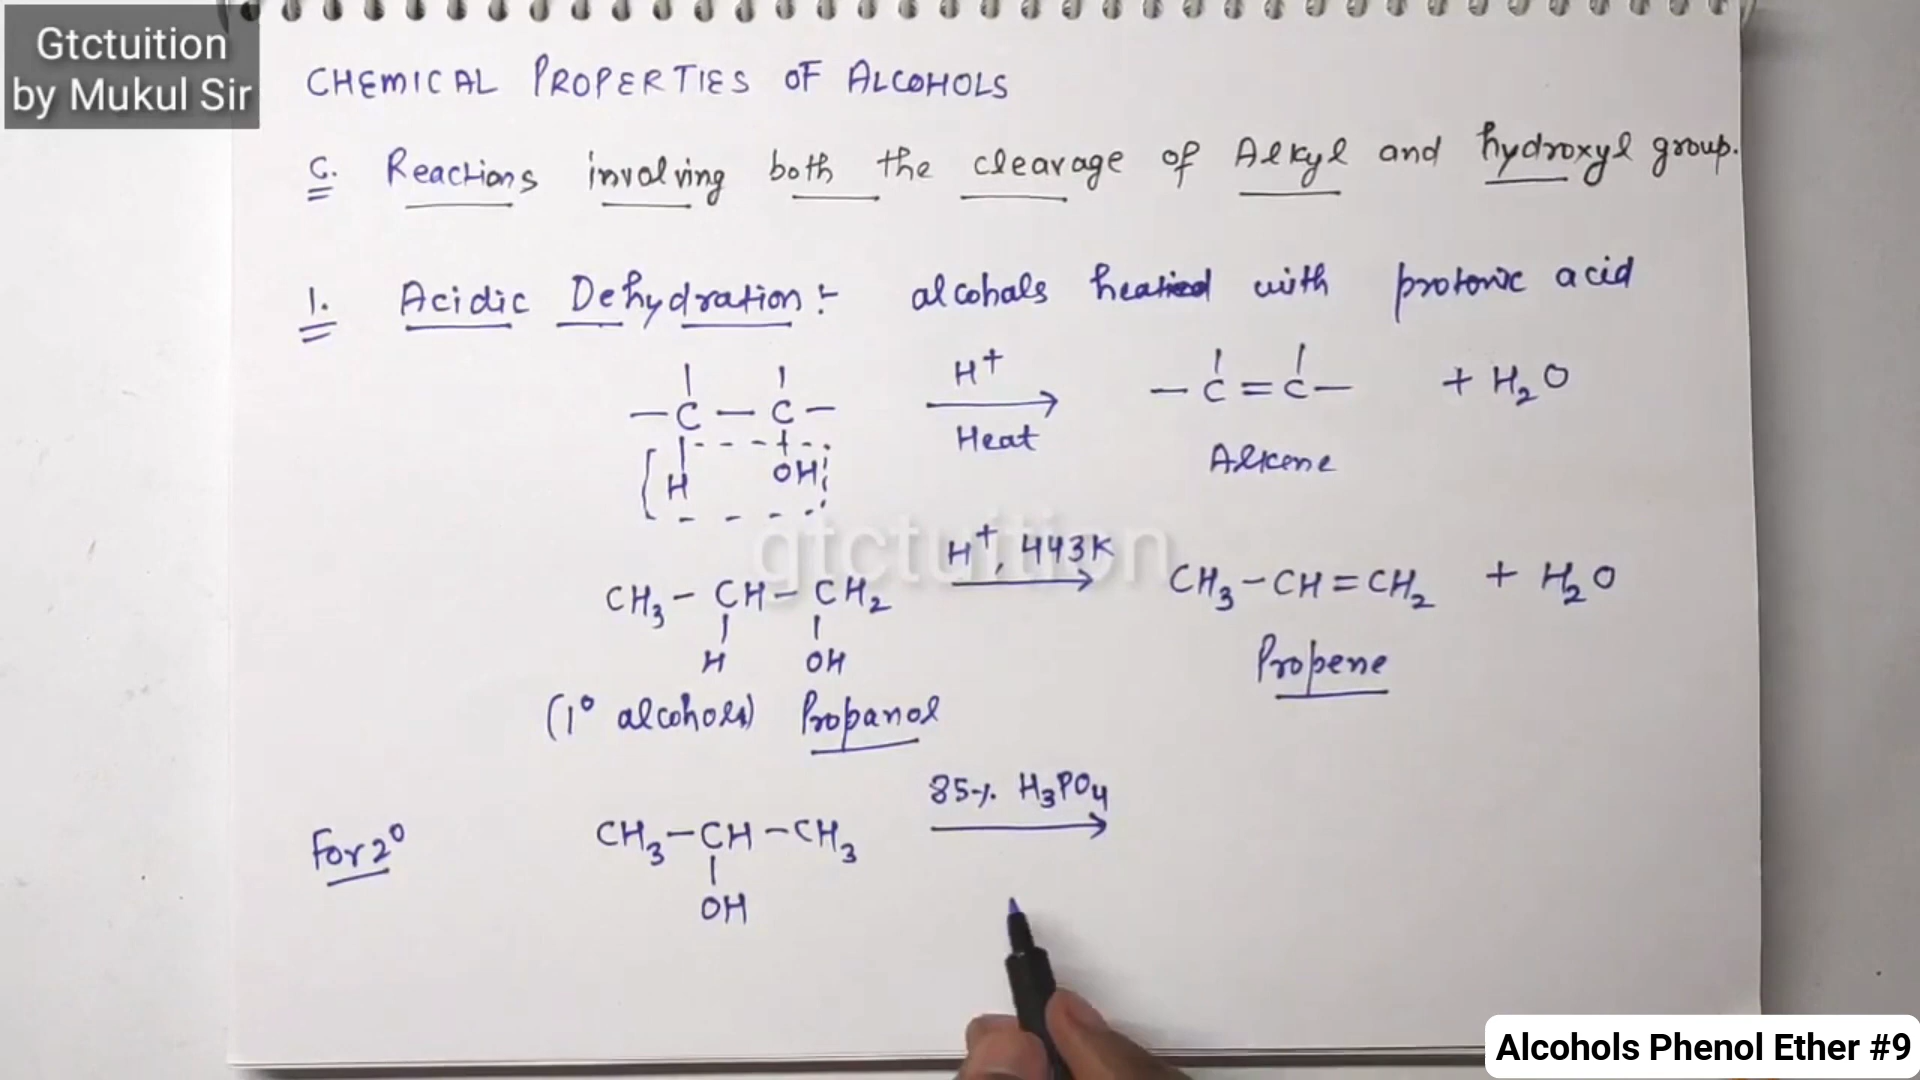 Gtctuition
by Mukul Sir
CHEMICAL PROPERTIES OF ALCOHOLS
C. Reactions involving both the cleavage of Alkyl and hydroxyl group.
1. Acidic Dehydration:- alcohals heated with protonic acid
| | H⁺ | |
— C — C — → — C = C — + H₂O
Heat
H OH Alkene
gtctuition
H⁺, 443K
CH₃ — CH — CH₂ → CH₃ — CH = CH₂ + H₂O
| |
H OH Propene
(1° alcohols) Propanol
85% H₃PO₄
For 2° CH₃ — CH — CH₃ →
|
OH
Alcohols Phenol Ether #9